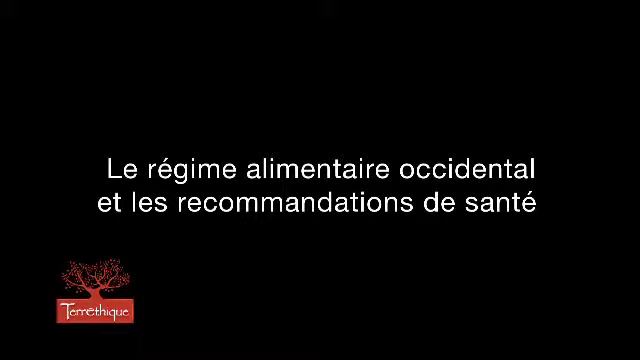 Le régime alimentaire occidental
et les recommandations de santé
Terrethique